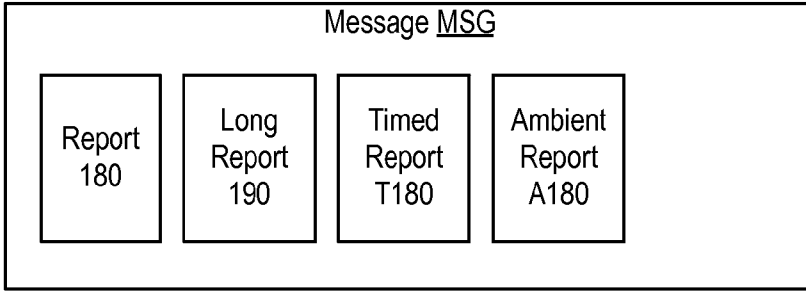 Message MSG
Report
180
Long
Report
190
Timed
Report
T180
Ambient
Report
A180